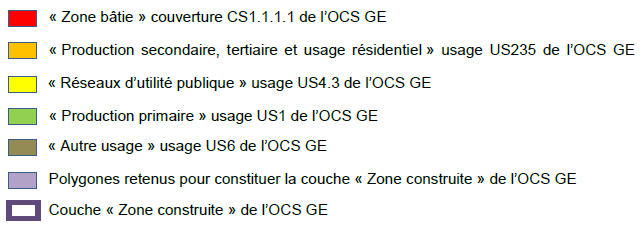 « Zone bâtie » couverture CS1.1.1.1 de l'OCS GE
« Production secondaire, tertiaire et usage résidentiel » usage US235 de l'OCS GE
« Réseaux d'utilité publique » usage US4.3 de l'OCS GE
« Production primaire » usage US1 de l'OCS GE
« Autre usage » usage US6 de l'OCS GE
Polygones retenus pour constituer la couche « Zone construite » de l'OCS GE
Couche « Zone construite » de l'OCS GE